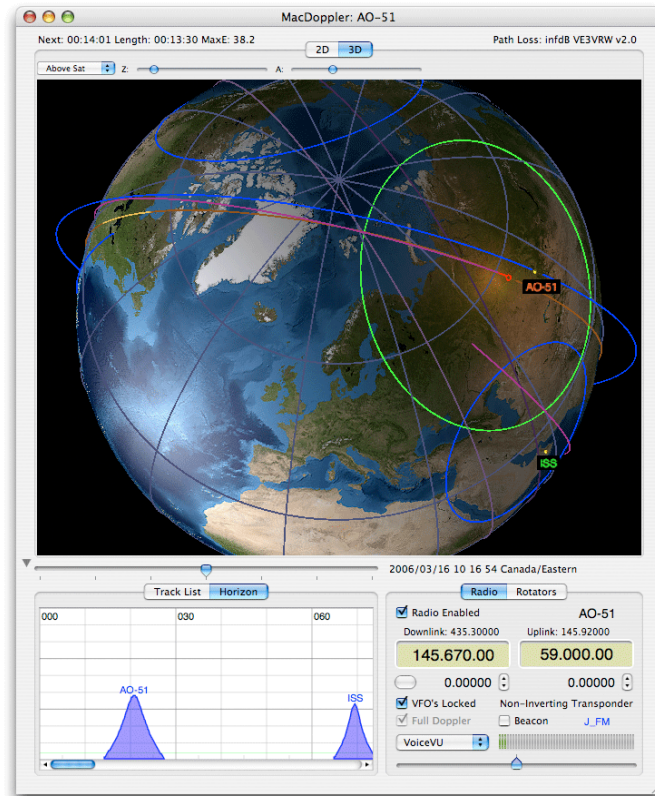 MacDoppler: AO-51
Next: 00:14:01 Length: 00:13:30 MaxE: 38.2
2D 3D
Path Loss: infdB VE3VRW v2.0
Above Sat Z: A:
AO-51
ISS
2006/03/16 10 16 54 Canada/Eastern
Track List Horizon
000 030 060
AO-51
ISS
Radio Rotators
Radio Enabled AO-51
Downlink: 435.30000 Uplink: 145.92000
145.670.00 59.000.00
0.00000 0.00000
VFO's Locked Non-Inverting Transponder
Full Doppler Beacon J_FM
VoiceVU